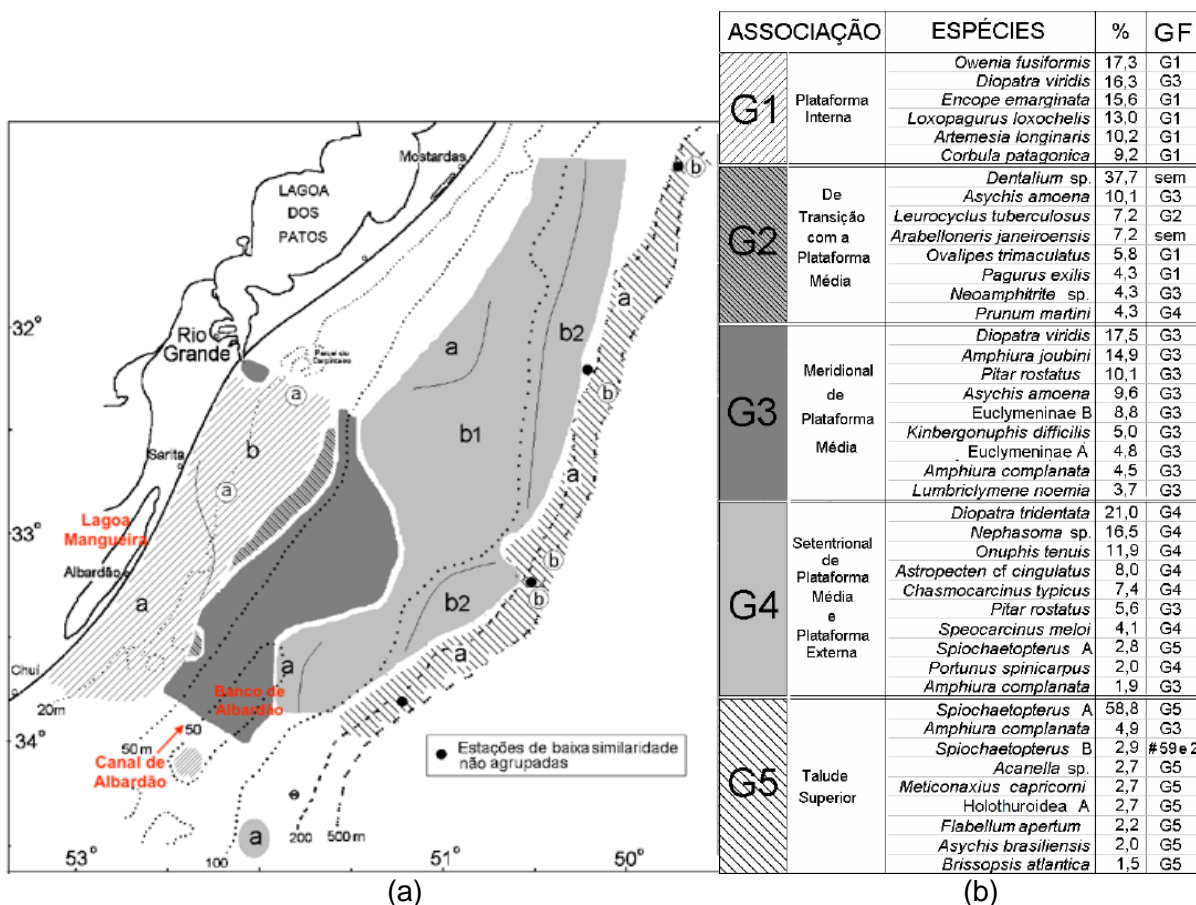 Mostardas
LAGOA
DOS
PATOS
32°
Rio
Grande
Parcel do
Carpinteiro
Sarita
33°
Lagoa
Mangueira
Albardão
Chuí
20m
34°
50 m
50
Banco de
Albardão
Canal de
Albardão
100
200
500 m
a
b
a
a
a
a
b1
b2
b2
a
a
a
a
b
b
b
b
a
● Estações de baixa similaridade
não agrupadas
53°
51°
50°
(a)
ASSOCIAÇÃO ESPÉCIES % GF
G1 Plataforma
Interna
Owenia fusiformis 17,3 G1
Diopatra viridis 16,3 G3
Encope emarginata 15,6 G1
Loxopagurus loxochelis 13,0 G1
Artemesia longinaris 10,2 G1
Corbula patagonica 9,2 G1
G2 De
Transição
com a
Plataforma
Média
Dentalium sp. 37,7 sem
Asychis amoena 10,1 G3
Leurocyclus tuberculosus 7,2 G2
Arabelloneris janeiroensis 7,2 sem
Ovalipes trimaculatus 5,8 G1
Pagurus exilis 4,3 G1
Neoamphitrite sp. 4,3 G3
Prunum martini 4,3 G4
G3 Meridional
de
Plataforma
Média
Diopatra viridis 17,5 G3
Amphiura joubini 14,9 G3
Pitar rostatus 10,1 G3
Asychis amoena 9,6 G3
Euclymeninae B 8,8 G3
Kinbergonuphis difficilis 5,0 G3
Euclymeninae A 4,8 G3
Amphiura complanata 4,5 G3
Lumbriclymene noemia 3,7 G3
G4 Setentrional
de
Plataforma
Média
e
Plataforma
Externa
Diopatra tridentata 21,0 G4
Nephasoma sp. 16,5 G4
Onuphis tenuis 11,9 G4
Astropecten cf cingulatus 8,0 G4
Chasmocarcinus typicus 7,4 G4
Pitar rostatus 5,6 G3
Speocarcinus meloi 4,1 G4
Spiochaetopterus A 2,8 G5
Portunus spinicarpus 2,0 G4
Amphiura complanata 1,9 G3
G5 Talude
Superior
Spiochaetopterus A 58,8 G5
Amphiura complanata 4,9 G3
Spiochaetopterus B 2,9 #59e2
Acanella sp. 2,7 G5
Meticonaxius capricorni 2,7 G5
Holothuroidea A 2,7 G5
Flabellum apertum 2,2 G5
Asychis brasiliensis 2,0 G5
Brissopsis atlantica 1,5 G5
(b)